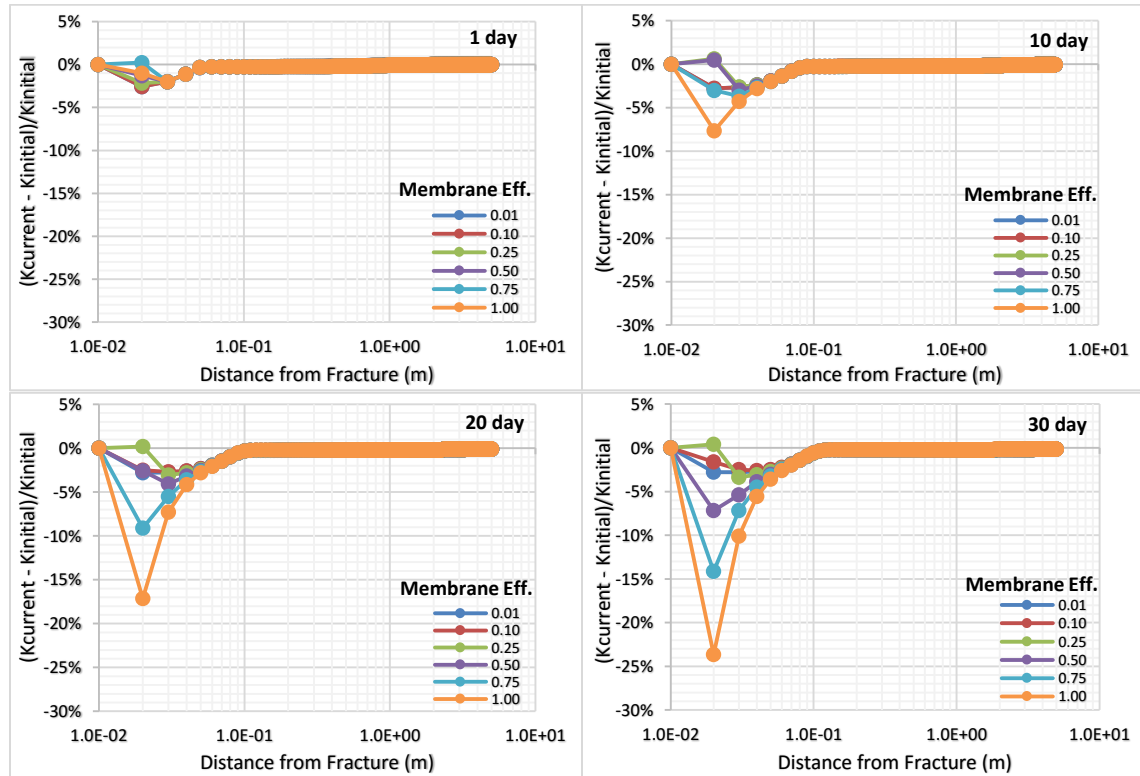 1 day
(Kcurrent - Kinitial)/Kinitial
5%
0%
-5%
-10%
-15%
-20%
-25%
-30%
Membrane Eff.
0.01
0.10
0.25
0.50
0.75
1.00
1.0E-02 1.0E-01 1.0E+00 1.0E+01
Distance from Fracture (m)
10 day
(Kcurrent - Kinitial)/Kinitial
5%
0%
-5%
-10%
-15%
-20%
-25%
-30%
Membrane Eff.
0.01
0.10
0.25
0.50
0.75
1.00
1.0E-02 1.0E-01 1.0E+00 1.0E+01
Distance from Fracture (m)
20 day
(Kcurrent - Kinitial)/Kinitial
5%
0%
-5%
-10%
-15%
-20%
-25%
-30%
Membrane Eff.
0.01
0.10
0.25
0.50
0.75
1.00
1.0E-02 1.0E-01 1.0E+00 1.0E+01
Distance from Fracture (m)
30 day
(Kcurrent - Knitial)/Kinitial
5%
0%
-5%
-10%
-15%
-20%
-25%
-30%
Membrane Eff.
0.01
0.10
0.25
0.50
0.75
1.00
1.0E-02 1.0E-01 1.0E+00 1.0E+01
Distance from Fracture (m)